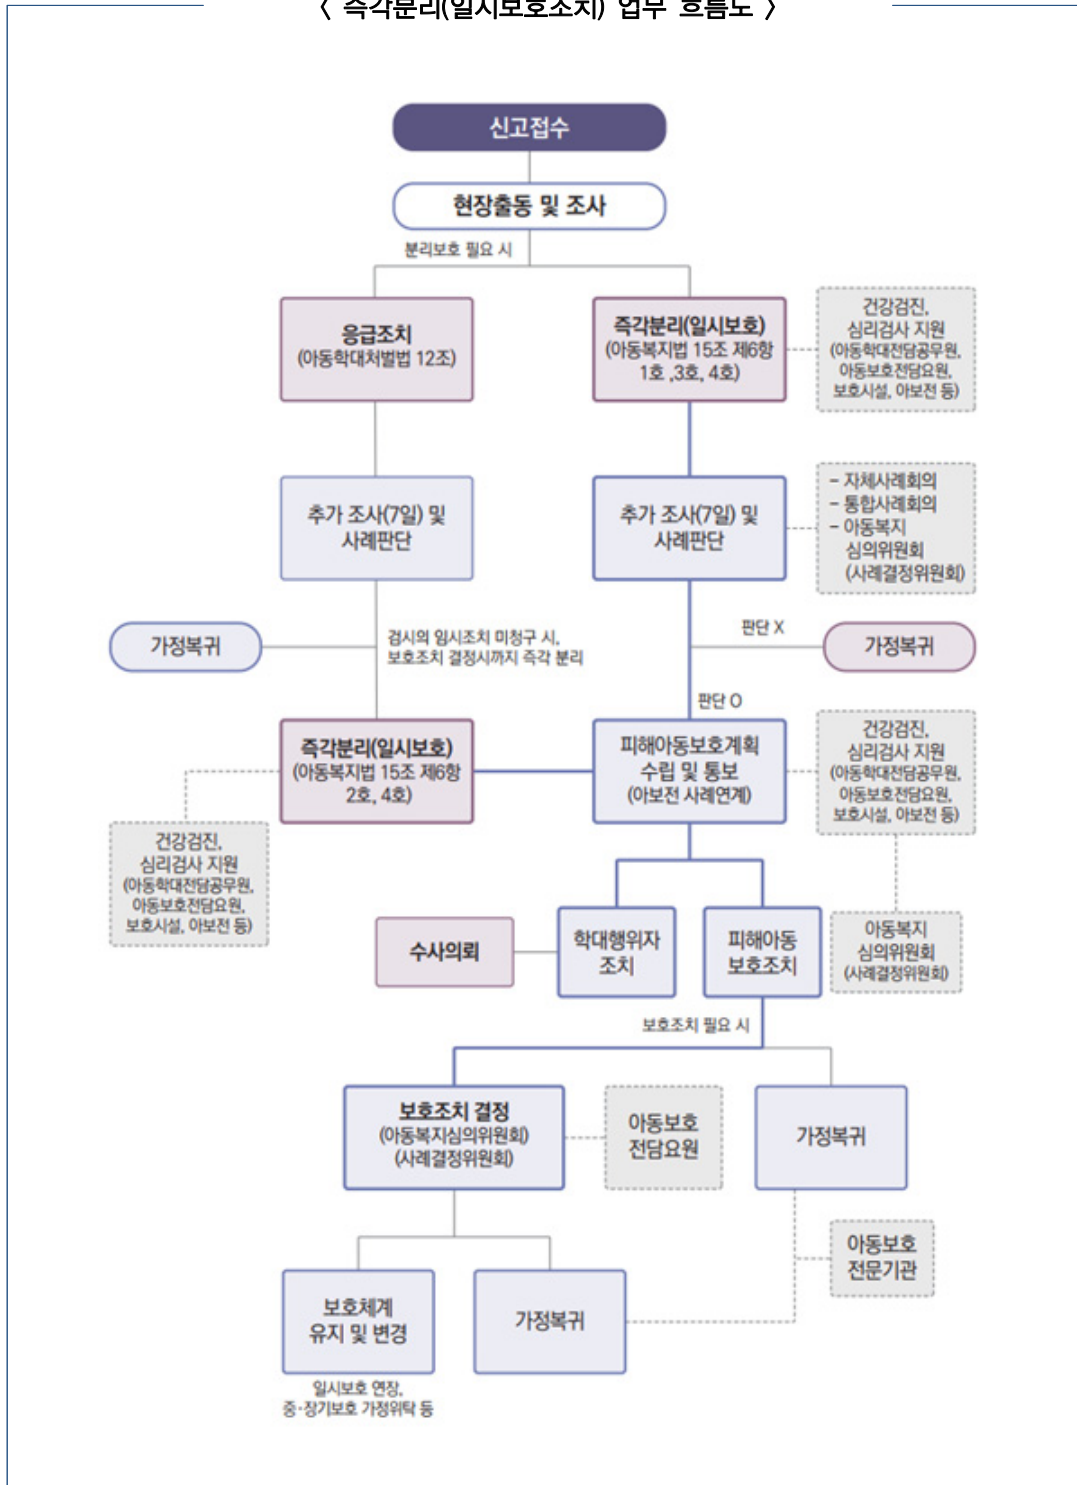 < 즉각분리(일시보호조치) 업무 흐름도 >
신고접수
현장출동 및 조사
분리보호 필요 시
응급조치
(아동학대처벌법 12조)
즉각분리(일시보호)
(아동복지법 15조 제6항
1호 ,3호, 4호)
건강검진,
심리검사 지원
(아동학대전담공무원,
아동보호전담요원,
보호시설, 아보전 등)
추가 조사(7일) 및
사례판단
추가 조사(7일) 및
사례판단
- 자체사례회의
- 통합사례회의
- 아동복지
심의위원회
(사례결정위원회)
가정복귀
검시의 임시조치 미청구 시,
보호조치 결정시까지 즉각 분리
판단 X
가정복귀
판단 O
즉각분리(일시보호)
(아동복지법 15조 제6항
2호, 4호)
피해아동보호계획
수립 및 통보
(아보전 사례연계)
건강검진,
심리검사 지원
(아동학대전담공무원,
아동보호전담요원,
보호시설, 아보전 등)
건강검진,
심리검사 지원
(아동학대전담공무원,
아동보호전담요원,
보호시설, 아보전 등)
수사의뢰
학대행위자
조치
피해아동
보호조치
아동복지
심의위원회
(사례결정위원회)
보호조치 필요 시
보호조치 결정
(아동복지심의위원회)
(사례결정위원회)
아동보호
전담요원
가정복귀
아동보호
전문기관
보호체계
유지 및 변경
가정복귀
일시보호 연장,
중·장기보호 가정위탁 등